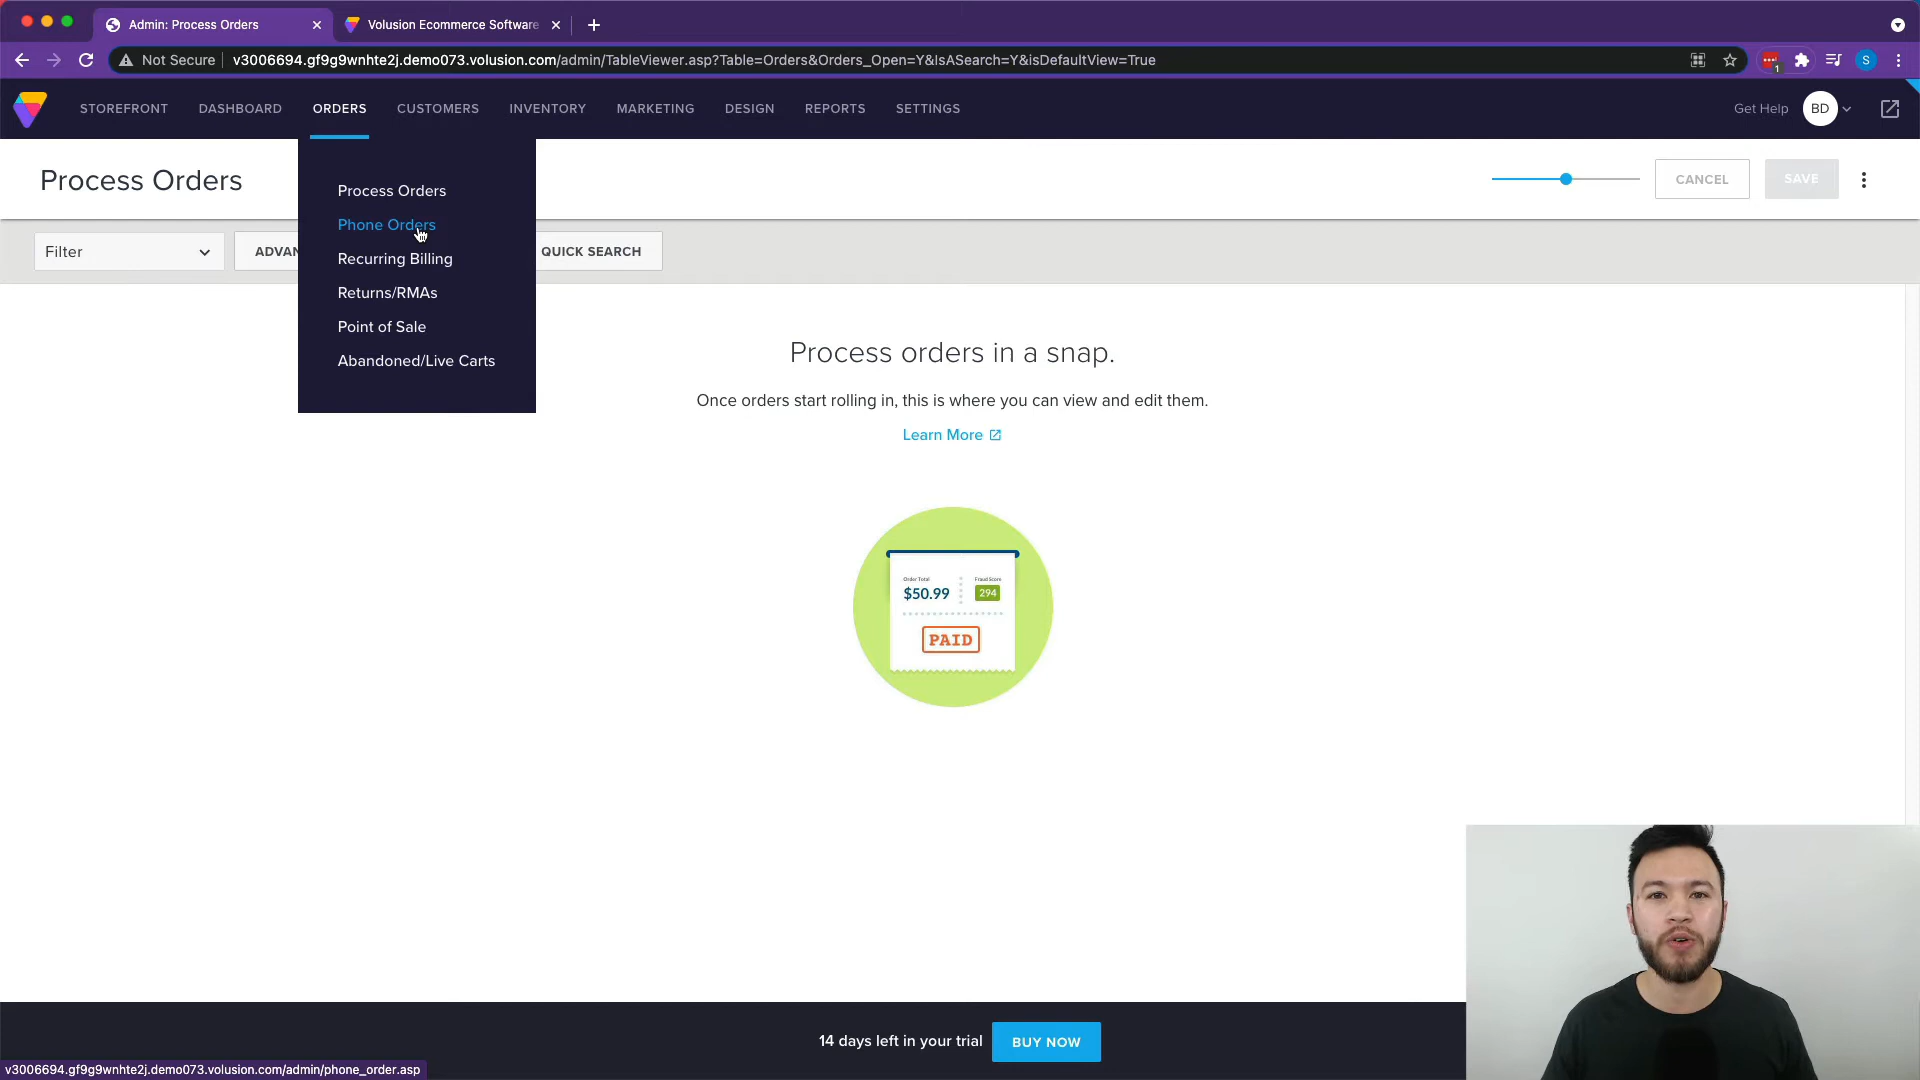 Admin: Process Orders
Volusion Ecommerce Software
Not Secure
v3006694.gf9g9wnhte2j.demo073.volusion.com/admin/TableViewer.asp?Table=Orders&Orders_Open=Y&IsASearch=Y&isDefaultView=True
1
S
STOREFRONT DASHBOARD ORDERS CUSTOMERS INVENTORY MARKETING DESIGN REPORTS SETTINGS
Get Help BD
Process Orders
CANCEL SAVE
Process Orders
Phone Orders
Recurring Billing
Returns/RMAs
Point of Sale
Abandoned/Live Carts
Filter
ADVAN
QUICK SEARCH
Process orders in a snap.
Once orders start rolling in, this is where you can view and edit them.
Learn More
Order Total Fraud Score
$50.99 294
PAID
14 days left in your trial BUY NOW
v3006694.gf9g9wnhte2j.demo073.volusion.com/admin/phone_order.asp